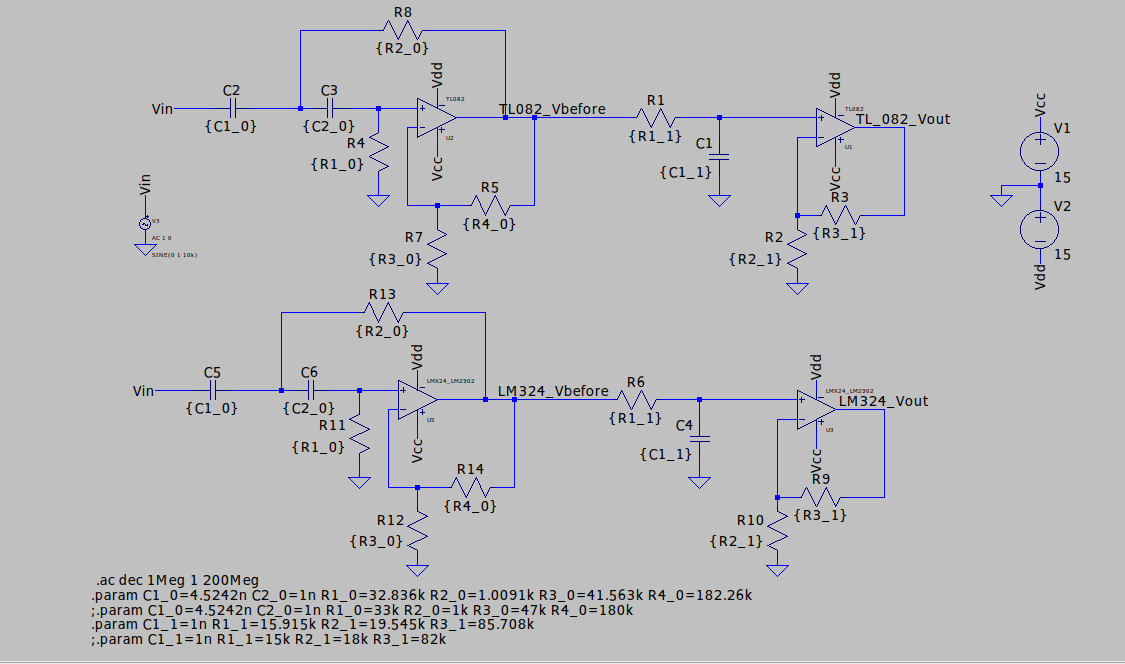 R8
{R2_0}
Vdd
C2
C3
TL082
Vin
{C1_0}
{C2_0}
U2
R4
{R1_0}
Vcc
TL082_Vbefore
R5
{R4_0}
R7
{R3_0}
R1
{R1_1}
C1
{C1_1}
Vdd
TL082
TL_082_Vout
U1
Vcc
R3
{R3_1}
R2
{R2_1}
Vcc
V1
15
V2
15
Vdd
Vin
V3
AC 1 0
SINE(0 1 10k)
R13
{R2_0}
Vdd
C5
C6
LMX24_LM2902
Vin
{C1_0}
{C2_0}
U5
R11
{R1_0}
Vcc
LM324_Vbefore
R14
{R4_0}
R12
{R3_0}
R6
{R1_1}
C4
{C1_1}
Vdd
LMX24_LM2902
LM324_Vout
U3
Vcc
R9
{R3_1}
R10
{R2_1}
.ac dec 1Meg 1 200Meg
.param C1_0=4.5242n C2_0=1n R1_0=32.836k R2_0=1.0091k R3_0=41.563k R4_0=182.26k
;.param C1_0=4.5242n C2_0=1n R1_0=33k R2_0=1k R3_0=47k R4_0=180k
.param C1_1=1n R1_1=15.915k R2_1=19.545k R3_1=85.708k
;.param C1_1=1n R1_1=15k R2_1=18k R3_1=82k